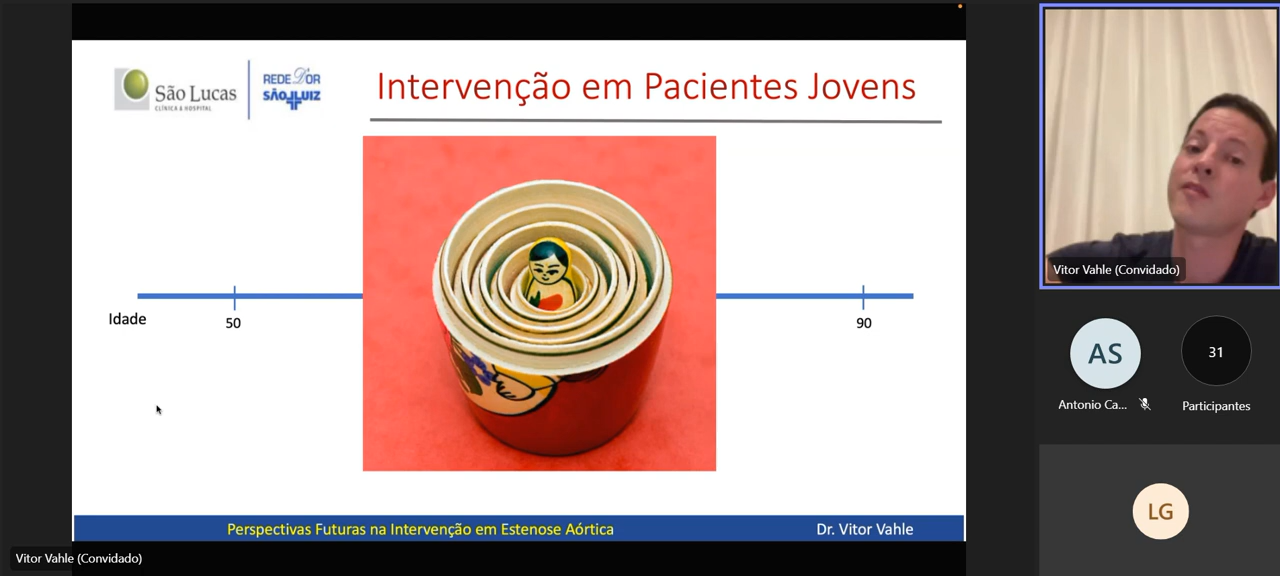 São Lucas
CLÍNICA & HOSPITAL
REDE D'OR
SÃO LUIZ
Intervenção em Pacientes Jovens
Idade
50
90
Perspectivas Futuras na Intervenção em Estenose Aórtica
Dr. Vitor Vahle
Vitor Vahle (Convidado)
Vitor Vahle (Convidado)
AS
Antonio Ca...
31
Participantes
LG